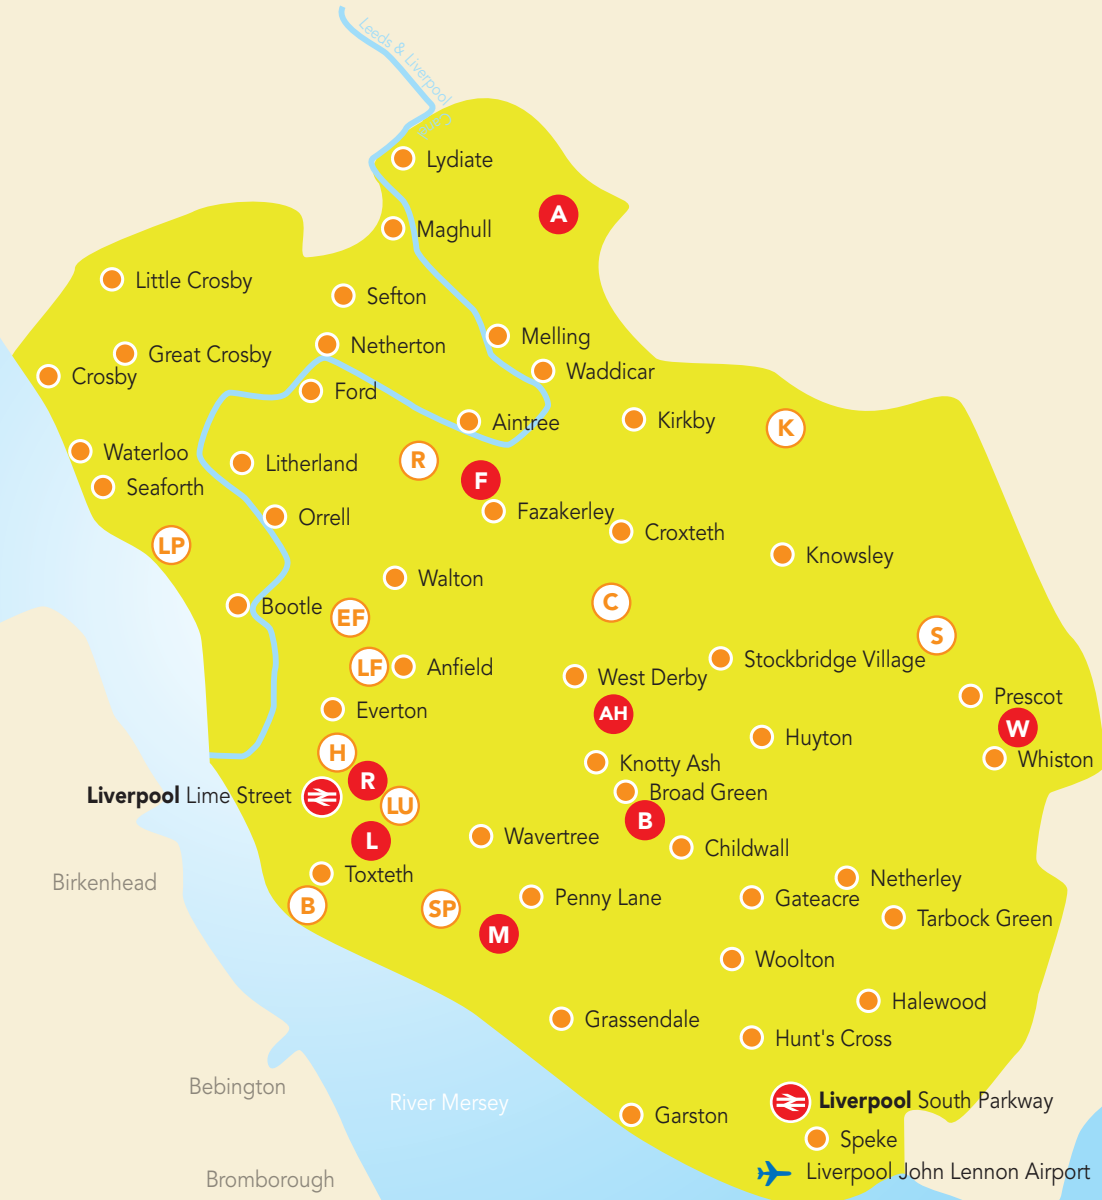 Leeds & Liverpool
Canal
Lydiate
A
Maghull
Little Crosby
Sefton
Melling
Netherton
Great Crosby
Waddicar
Crosby
Ford
Aintree
Kirkby
K
Waterloo
Litherland
R
F
Seaforth
Fazakerley
Orrell
Croxteth
LP
Knowsley
Walton
C
Bootle
EF
S
Stockbridge Village
LF
Anfield
West Derby
Prescot
Everton
AH
W
Huyton
H
Knotty Ash
Whiston
R
Liverpool Lime Street
LU
Broad Green
B
L
Wavertree
Childwall
Toxteth
Birkenhead
Netherley
B
SP
Penny Lane
Gateacre
Tarbock Green
M
Woolton
Halewood
Grassendale
Hunt's Cross
Bebington
River Mersey
Liverpool South Parkway
Garston
Speke
Liverpool John Lennon Airport
Bromborough